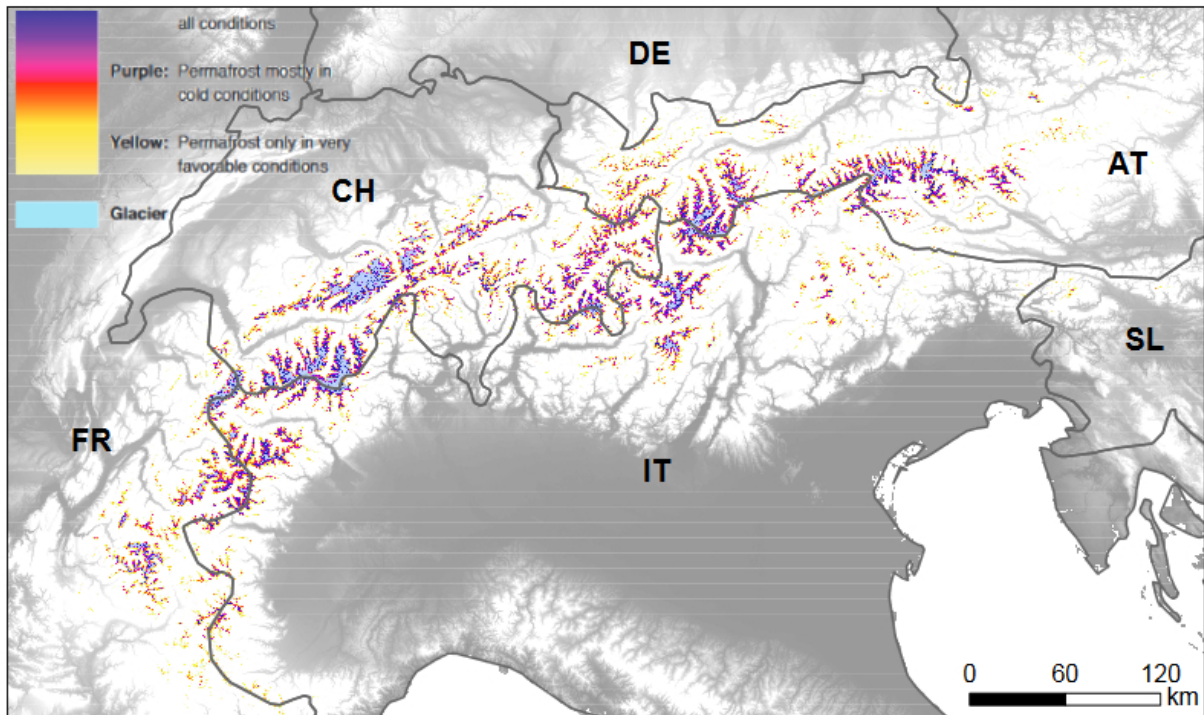 all conditions
Purple: Permafrost mostly in
cold conditions
Yellow: Permafrost only in very
favorable conditions
Glacier
DE
CH
AT
SL
FR
IT
0 60 120
km